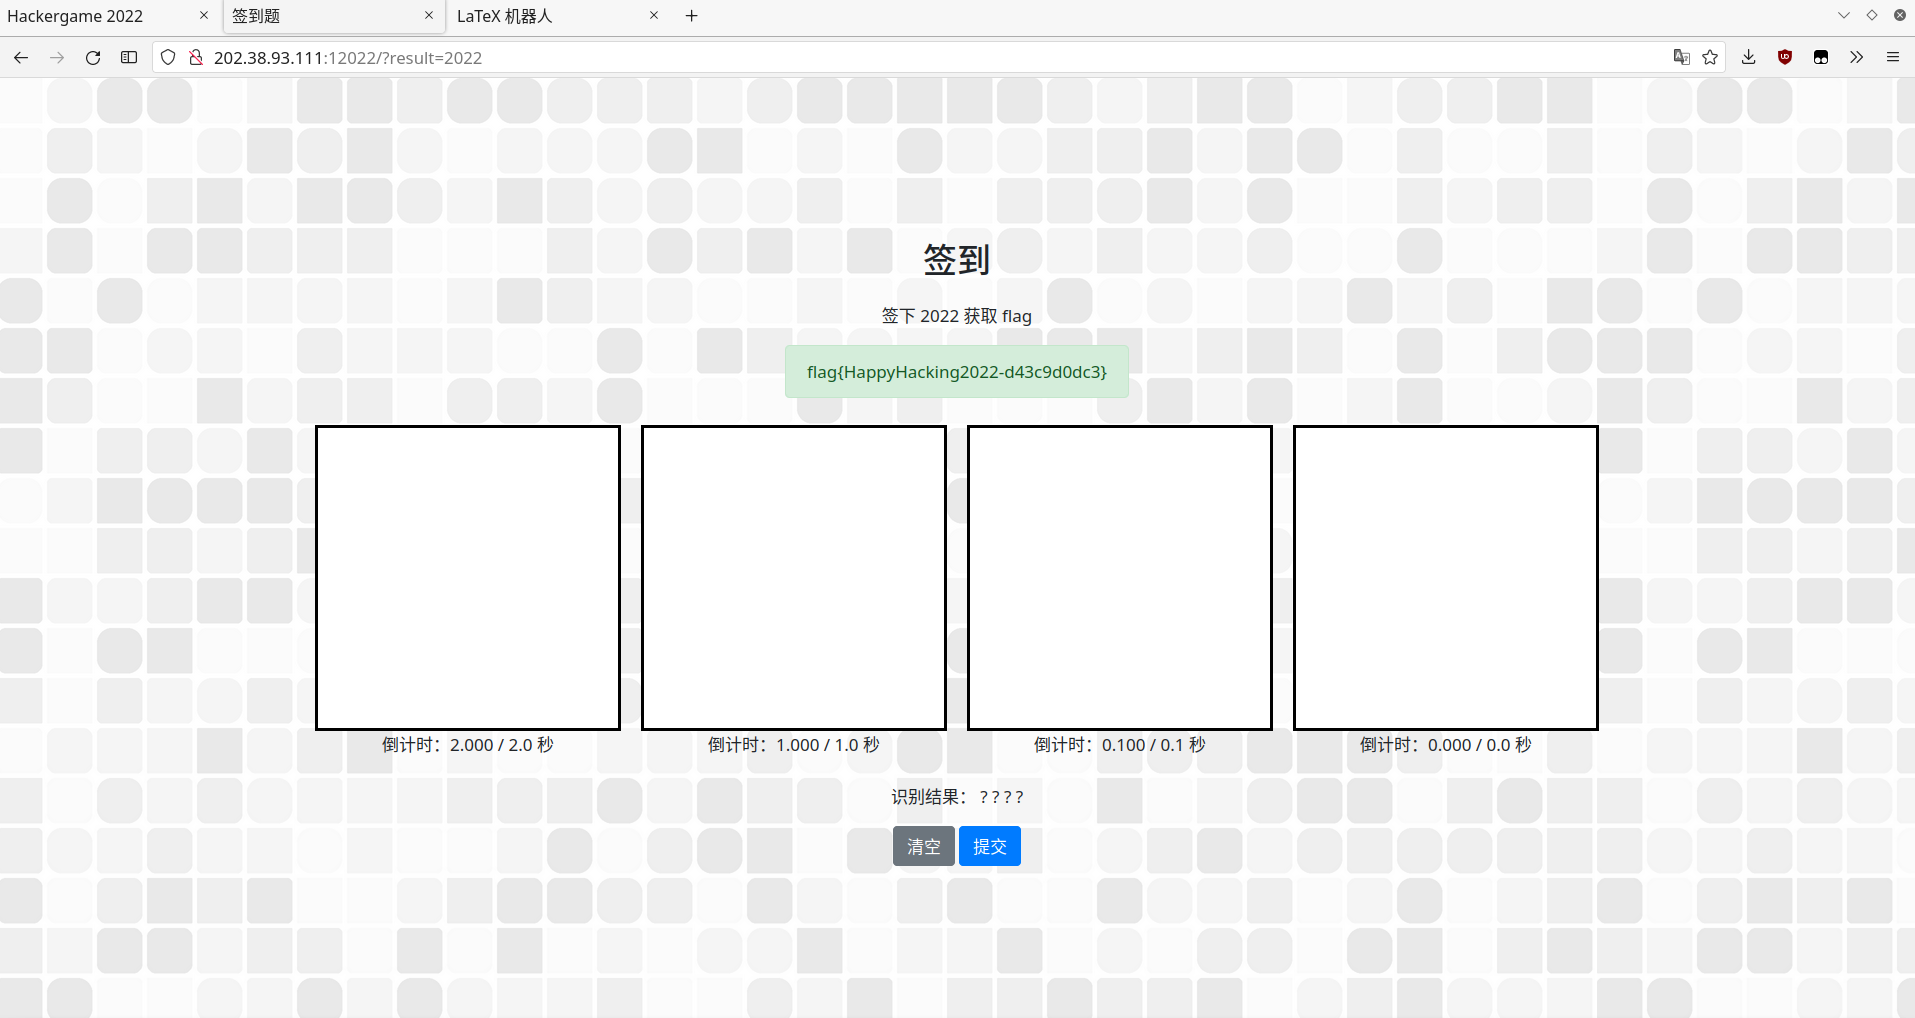 Hackergame 2022
签到题
LaTeX 机器人
202.38.93.111:12022/?result=2022
签到
签下 2022 获取 flag
flag{HappyHacking2022-d43c9d0dc3}
倒计时：2.000 / 2.0 秒
倒计时：1.000 / 1.0 秒
倒计时：0.100 / 0.1 秒
倒计时：0.000 / 0.0 秒
识别结果： ????
清空
提交